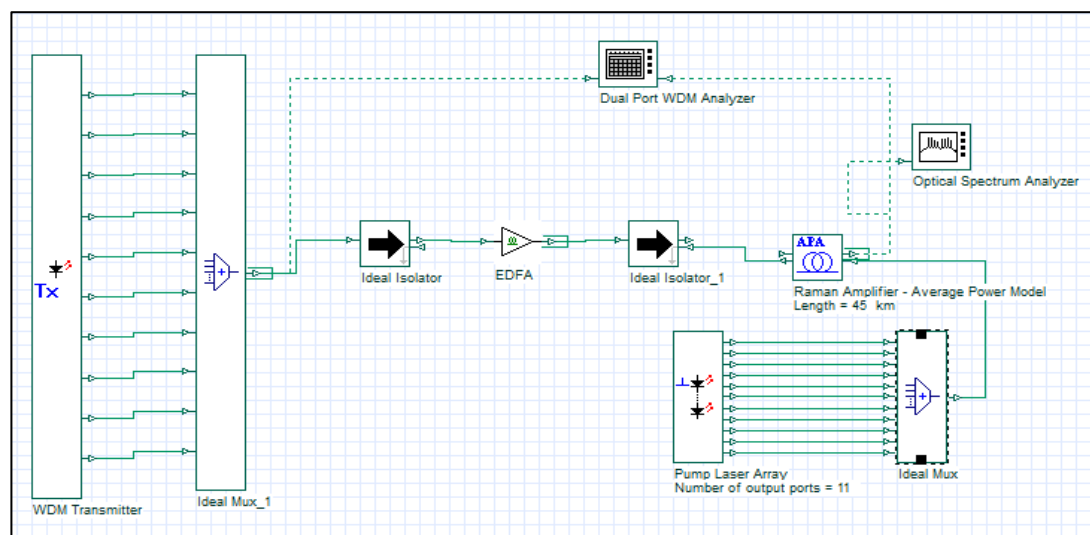 Dual Port WDM Analyzer
Optical Spectrum Analyzer
Ideal Isolator
EDFA
Ideal Isolator_1
APA
Raman Amplifier - Average Power Model
Length = 45 km
Tx
WDM Transmitter
Ideal Mux_1
Pump Laser Array
Number of output ports = 11
Ideal Mux